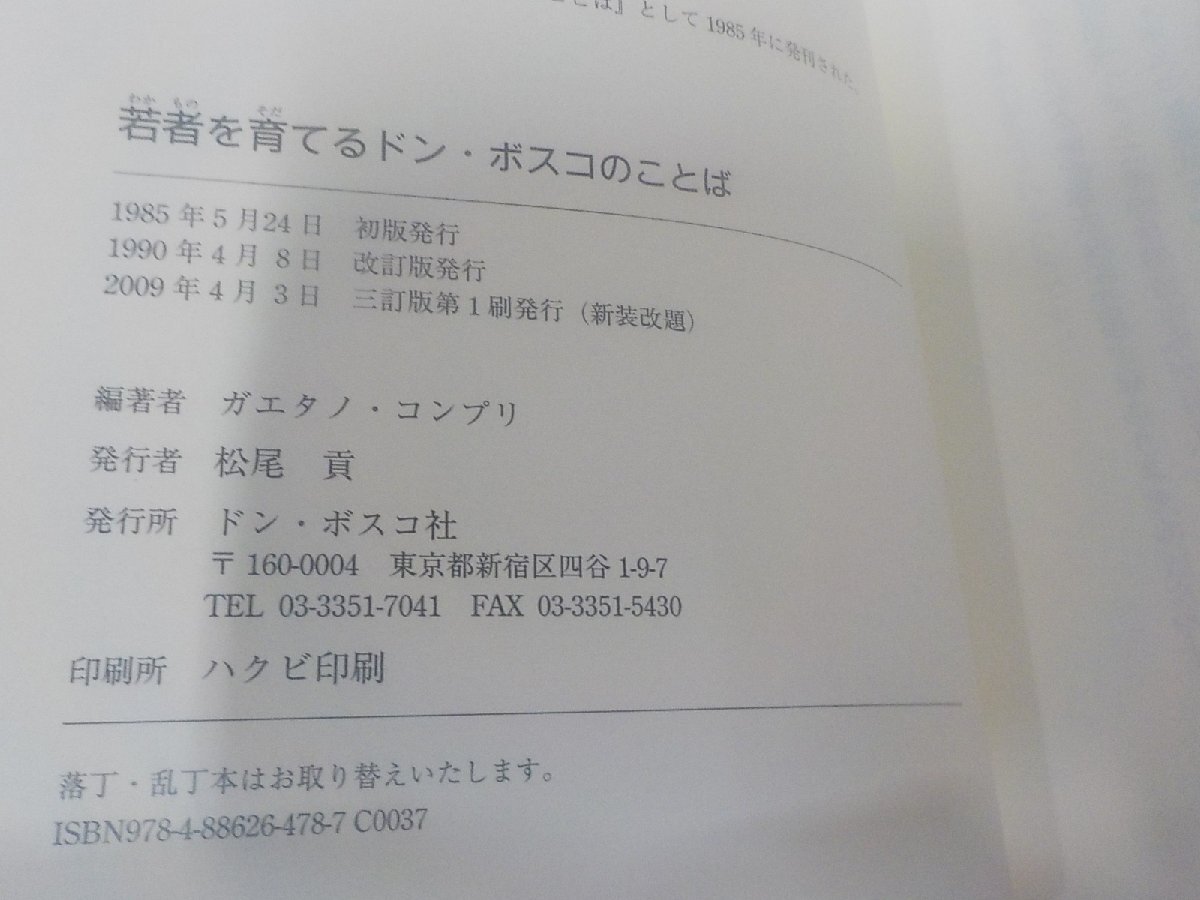 として1985年に発刊された。
若者を育てるドン・ボスコのことば
わか もの そだ
1985年5月24日 初版発行
1990年4月8日 改訂版発行
2009年4月3日 三訂版第1刷発行（新装改題）
編著者 ガエタノ・コンプリ
発行者 松尾 貢
発行所 ドン・ボスコ社
〒160-0004 東京都新宿区四谷1-9-7
TEL 03-3351-7041 FAX 03-3351-5430
印刷所 ハクビ印刷
落丁・乱丁本はお取り替えいたします。
ISBN978-4-88626-478-7 C0037